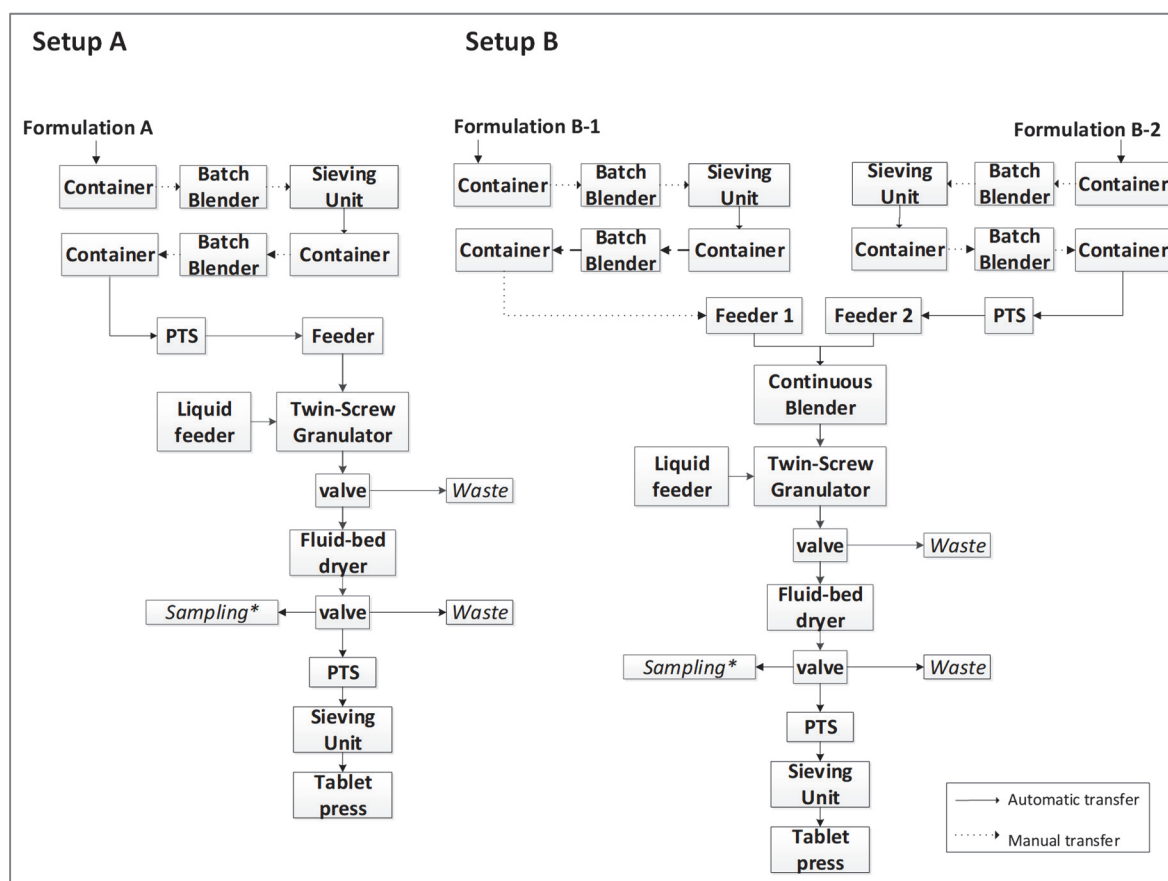 Setup A
Setup B
Formulation A
Formulation B-1
Formulation B-2
Container
Batch
Blender
Sieving
Unit
Container
Batch
Blender
Sieving
Unit
Sieving
Unit
Batch
Blender
Container
Container
Batch
Blender
Container
Container
Batch
Blender
Container
Container
Batch
Blender
Container
PTS
Feeder
Feeder 1
Feeder 2
PTS
Liquid
feeder
Twin-Screw
Granulator
valve
Waste
Fluid-bed
dryer
Sampling*
valve
Waste
PTS
Sieving
Unit
Tablet
press
Continuous
Blender
Liquid
feeder
Twin-Screw
Granulator
valve
Waste
Fluid-bed
dryer
Sampling*
valve
Waste
PTS
Sieving
Unit
Tablet
press
Automatic transfer
Manual transfer